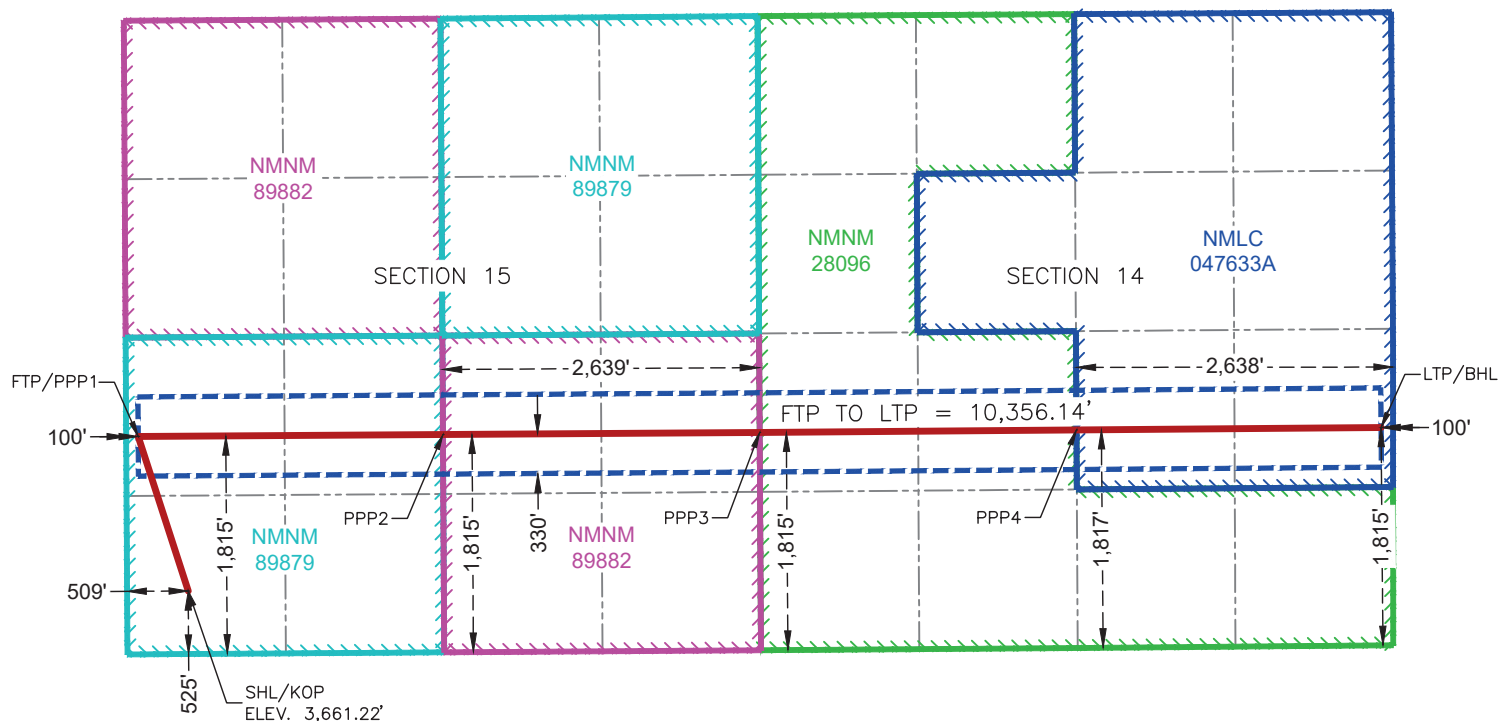 NMNM
89882
NMNM
89879
NMNM
28096
NMLC
047633A
SECTION 15
SECTION 14
2,639'
2,638'
FTP/PPP1
LTP/BHL
FTP TO LTP = 10,356.14'
100'
100'
PPP2
PPP3
PPP4
NMNM
89879
NMNM
89882
1,815'
1,815'
330'
1,815'
1,817'
1,815'
509'
525'
SHL/KOP
ELEV. 3,661.22'